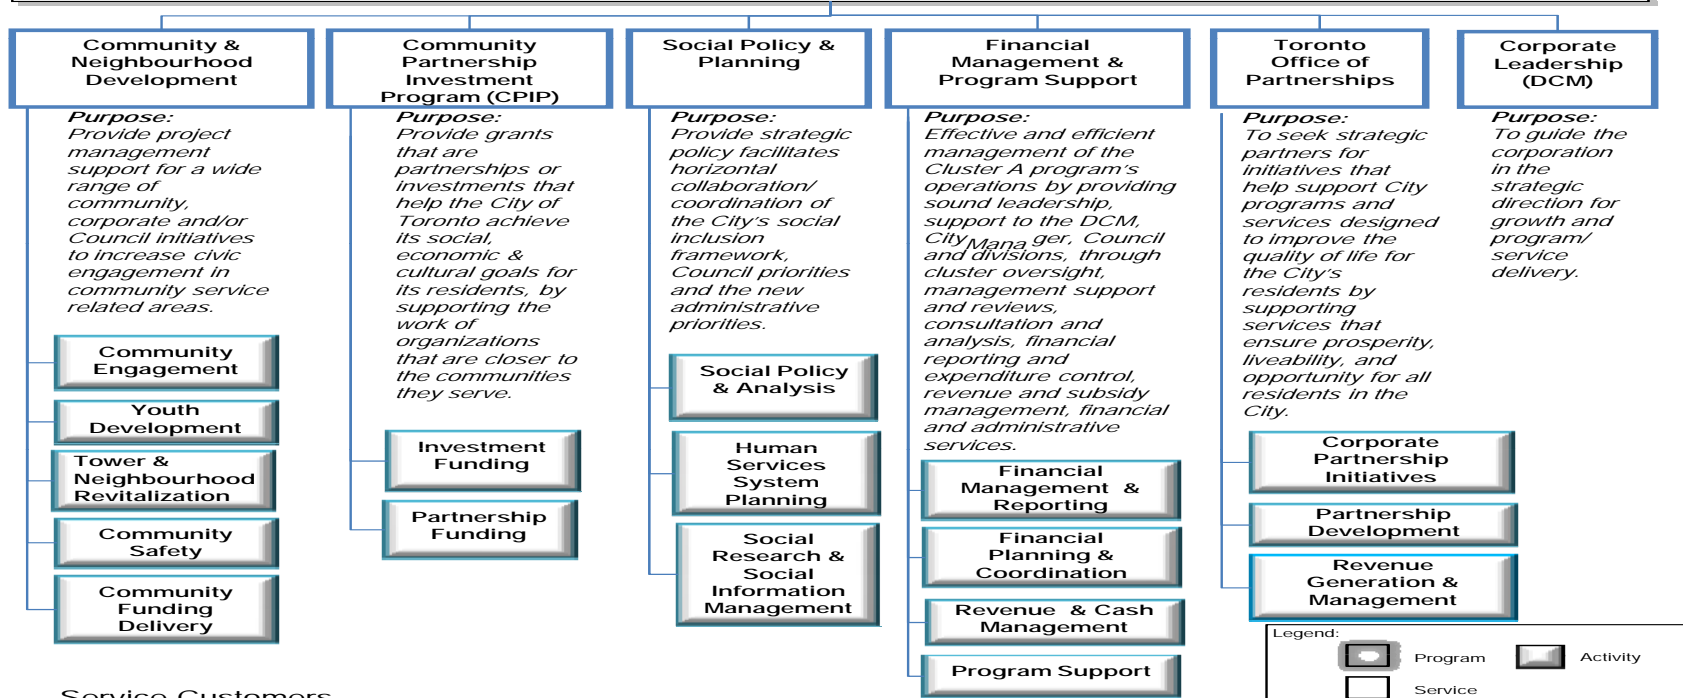 Community &
Neighbourhood
Development
Purpose:
Provide project
management
support for a wide
range of
community,
corporate and/or
Council initiatives
to increase civic
engagement in
community service
related areas.
Community
Engagement
Youth
Development
Tower &
Neighbourhood
Revitalization
Community
Safety
Community
Funding
Delivery
Community
Partnership
Investment
Program (CPIP)
Purpose:
Provide grants
that are
partnerships or
investments that
help the City of
Toronto achieve
its social,
economic &
cultural goals for
its residents, by
supporting the
work of
organizations
that are closer to
the communities
they serve.
Investment
Funding
Partnership
Funding
Social Policy &
Planning
Purpose:
Provide strategic
policy facilitates
horizontal
collaboration/
coordination of
the City's social
inclusion
framework,
Council priorities
and the new
administrative
priorities.
Social Policy
& Analysis
Human
Services
System
Planning
Social
Research &
Social
Information
Management
Financial
Management &
Program Support
Purpose:
Effective and efficient
management of the
Cluster A program's
operations by providing
sound leadership,
support to the DCM,
City Mana ger, Council
and divisions, through
cluster oversight,
management support
and reviews,
consultation and
analysis, financial
reporting and
expenditure control,
revenue and subsidy
management, financial
and administrative
services.
Financial
Management &
Reporting
Financial
Planning &
Coordination
Revenue & Cash
Management
Program Support
Toronto
Office of
Partnerships
Purpose:
To seek strategic
partners for
initiatives that
help support City
programs and
services designed
to improve the
quality of life for
the City's
residents by
supporting
services that
ensure prosperity,
liveability, and
opportunity for all
residents in the
City.
Corporate
Partnership
Initiatives
Partnership
Development
Revenue
Generation &
Management
Corporate
Leadership
(DCM)
Purpose:
To guide the
corporation
in the
strategic
direction for
growth and
program/
service
delivery.
Legend:
Program
Activity
Service
Service Customers